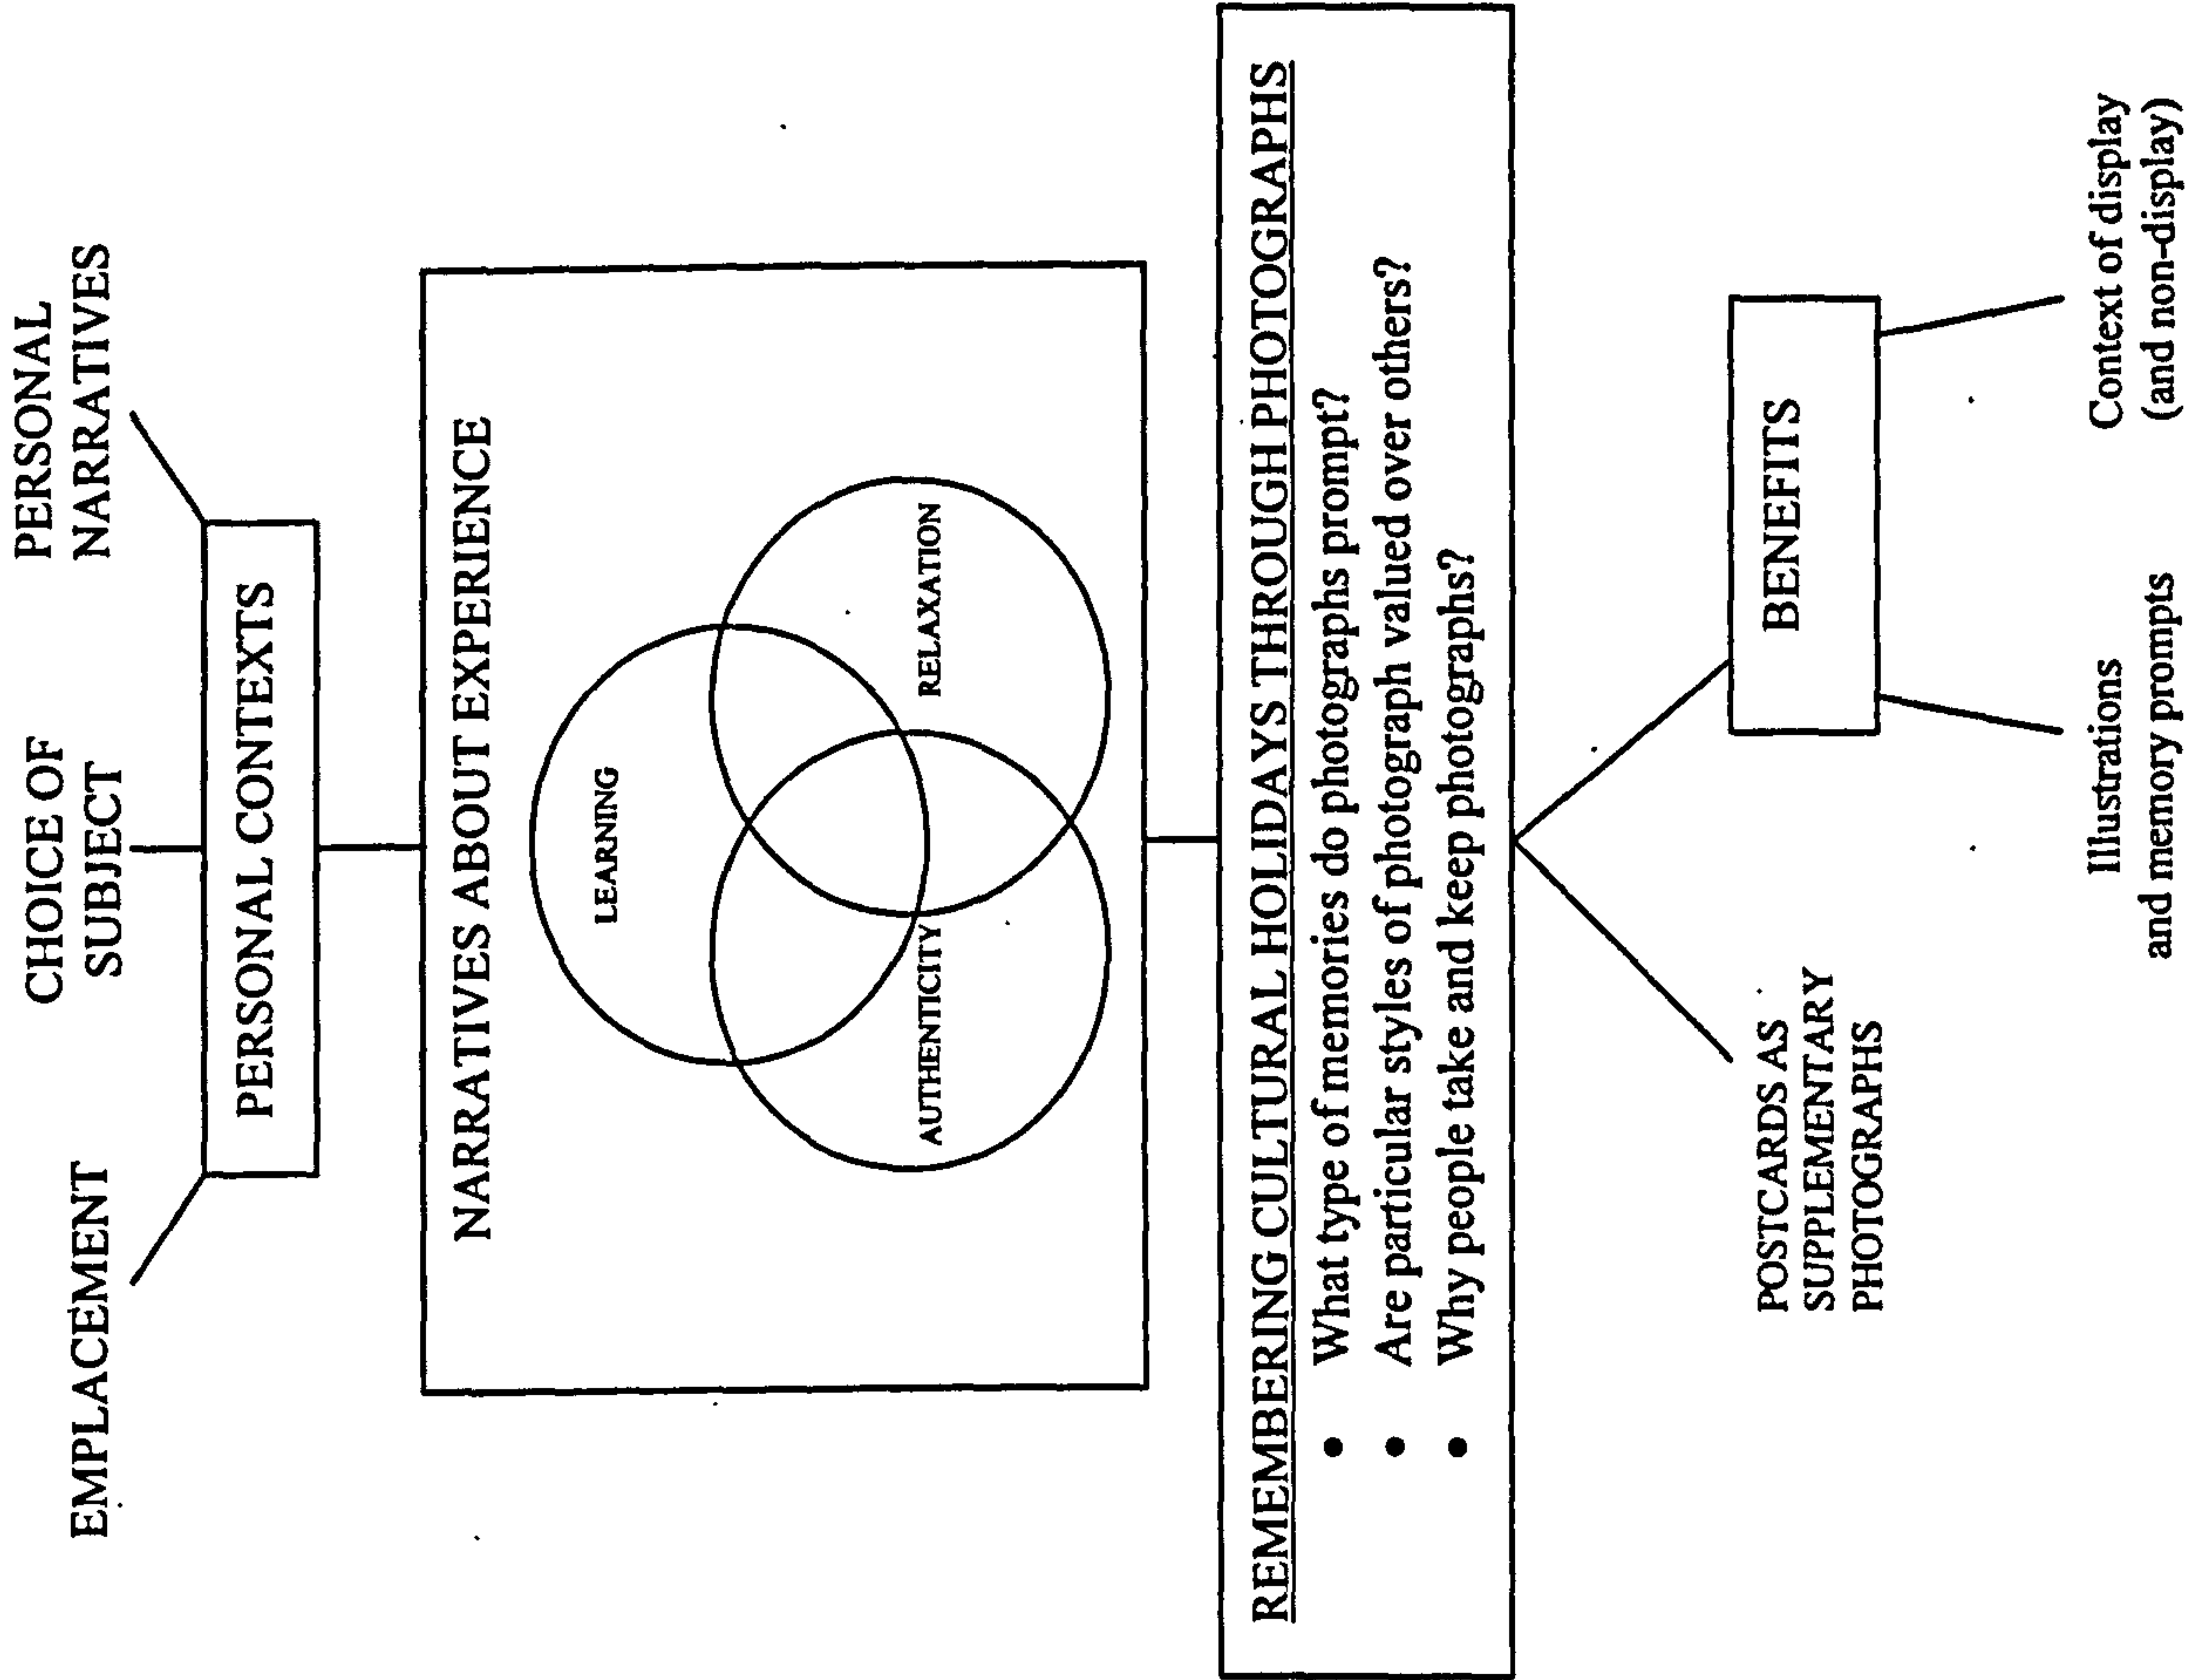 EMPLACEMENT
CHOICE OF
SUBJECT
PERSONAL
NARRATIVES
PERSONAL CONTEXTS
NARRATIVES ABOUT EXPERIENCE
LEARNING
AUTHENTICITY
RELAXATION
REMEMBERING CULTURAL HOLIDAYS THROUGH PHOTOGRAPHS
• What type of memories do photographs prompt?
• Are particular styles of photograph valued over others?
• Why people take and keep photographs?
POSTCARDS AS
SUPPLEMENTARY
PHOTOGRAPHS
BENEFITS
Illustrations
and memory prompts
Context of display
(and non-display)